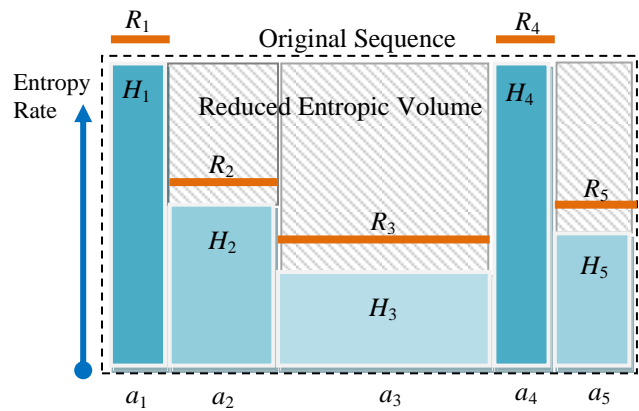 R1 R4
Original Sequence
Entropy
Rate
H1 H4
Reduced Entropic Volume
R2
R5
R3
H2
H5
H3
a1 a2 a3 a4 a5